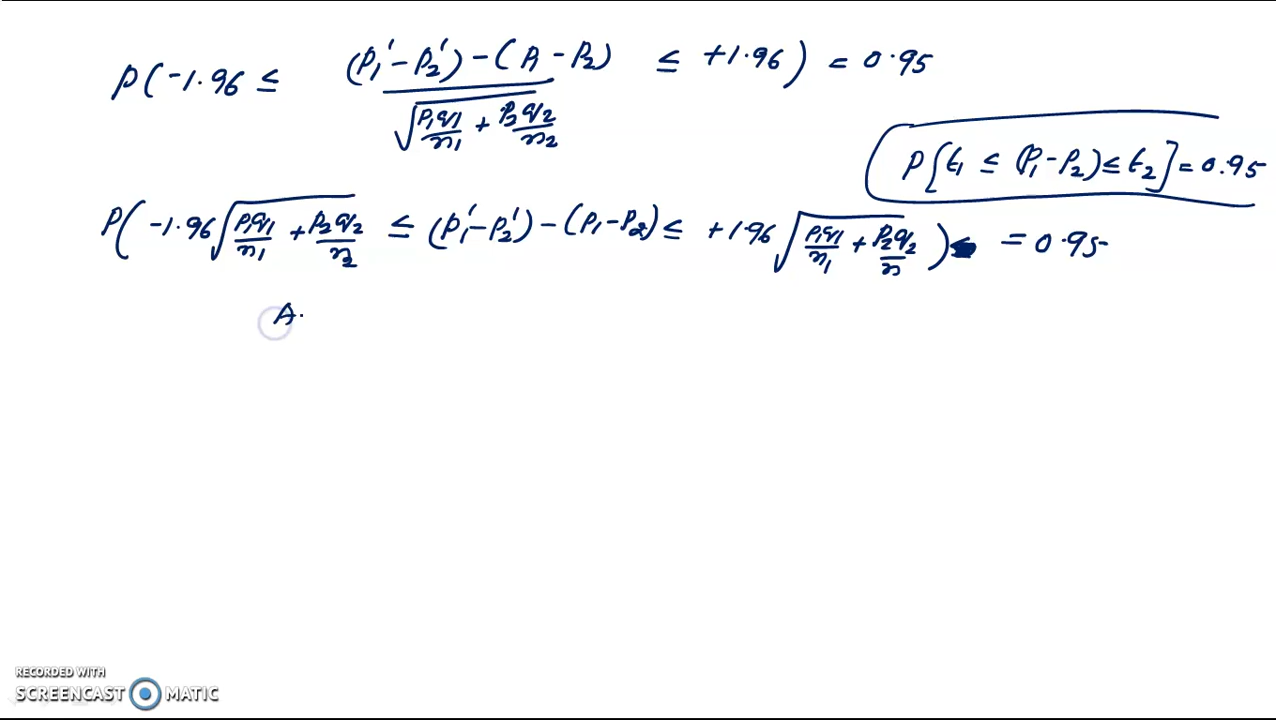 P(-1.96 ≤ (P₁′-P₂′)-(P₁-P₂) / √(P₁q₁/n₁ + P₂q₂/n₂) ≤ +1.96) = 0.95
P[t₁ ≤ (P₁-P₂) ≤ t₂] = 0.95
P(-1.96√(P₁q₁/n₁ + P₂q₂/n₂) ≤ (P₁′-P₂′)-(P₁-P₂) ≤ +1.96√(P₁q₁/n₁ + P₂q₂/n)) = 0.95
A.
RECORDED WITH
SCREENCAST MATIC